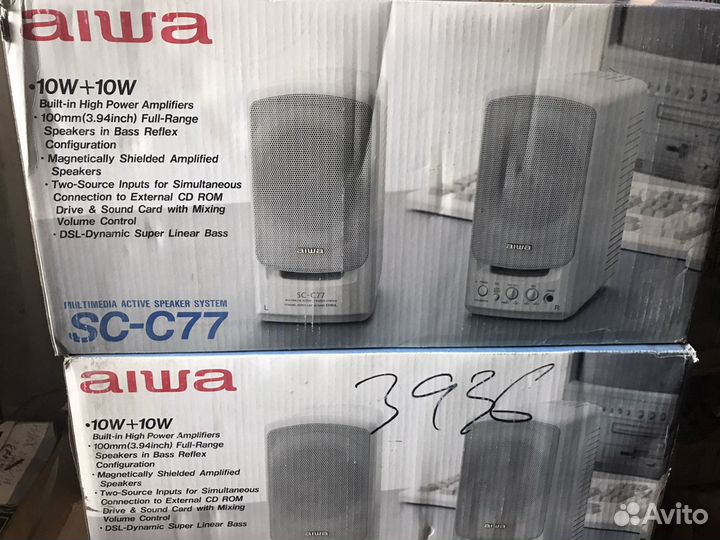 aiwa
·10W+10W
Built-in High Power Amplifiers
· 100mm(3.94inch) Full-Range
Speakers in Bass Reflex
Configuration
· Magnetically Shielded Amplified
Speakers
· Two-Source Inputs for Simultaneous
Connection to External CD ROM
Drive & Sound Card with Mixing
Volume Control
· DSL-Dynamic Super Linear Bass
MULTIMEDIA ACTIVE SPEAKER SYSTEM
SC-C77
aiwa
SC-C77
L
aiwa
R
aiwa
3936
·10W+10W
Built-in High Power Amplifiers
· 100mm(3.94inch) Full-Range
Speakers in Bass Reflex
Configuration
· Magnetically Shielded Amplified
Speakers
· Two-Source Inputs for Simultaneous
Connection to External CD ROM
Drive & Sound Card with Mixing
Volume Control
· DSL-Dynamic Super Linear Bass
aiwa
aiwa
Avito